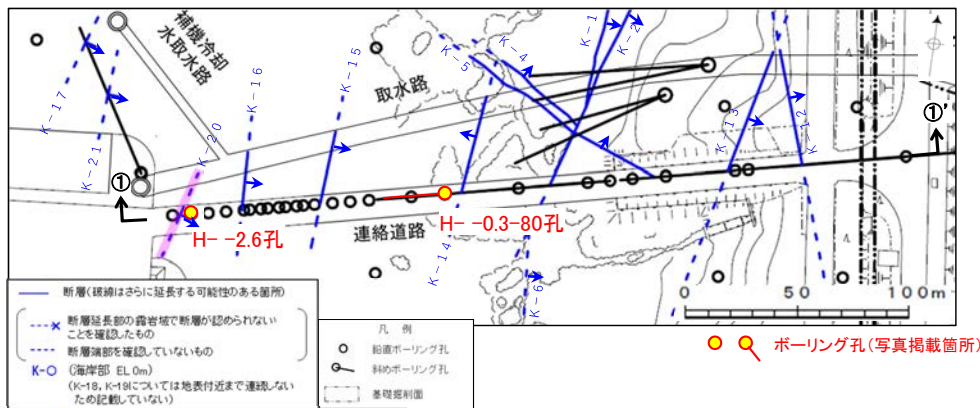 補機冷却
水取水路
K-17
K-21
K-20
K-16
K-15
取水路
K-5
K-4
K-1
K-2
K-13
K-12
①
①'
H- -2.6孔
H- -0.3-80孔
連絡道路
K-14
K-6
0 50 100m
断層(破線はさらに延長する可能性のある箇所)
断層延長部の露岩域で断層が認められない
ことを確認したもの
断層端部を確認していないもの
K-○ (海岸部 EL 0m)
(K-18, K-19については地表付近まで連続しない
ため記載していない)
凡 例
鉛直ボーリング孔
斜めボーリング孔
基礎掘削面
ボーリング孔(写真掲載箇所)